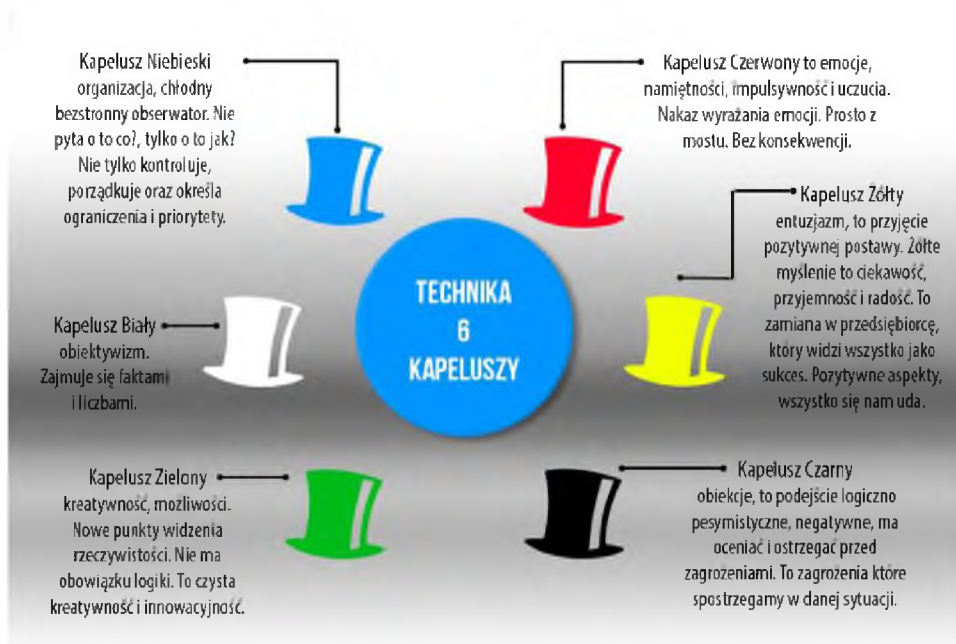 Kapelusz Niebieski
organizacja, chłodny
bezstronny obserwator. Nie
pyta o to co?, tylko o to jak?
Nie tylko kontroluje,
porządkuje oraz określa
ograniczenia i priorytety.
Kapelusz Czerwony to emocje,
namiętności, impulsywność i uczucia.
Nakaz wyrażania emocji. Prosto z
mostu. Bez konsekwencji.
Kapelusz Żółty
entuzjazm, to przyjęcie
pozytywnej postawy. Żółte
myślenie to ciekawość,
przyjemność i radość. To
zamiana w przedsiębiorcę,
który widzi wszystko jako
sukces. Pozytywne aspekty,
wszystko się nam uda.
TECHNIKA
6
KAPELUSZY
Kapelusz Biały
obiektywizm.
Zajmuje się faktami
i liczbami.
Kapelusz Zielony
kreatywność, możliwości.
Nowe punkty widzenia
rzeczywistości. Nie ma
obowiązku logiki. To czysta
kreatywność i innowacyjność.
Kapelusz Czarny
obiekcje, to podejście logiczno
pesymistyczne, negatywne, ma
oceniać i ostrzegać przed
zagrożeniami. To zagrożenia które
spostrzegamy w danej sytuacji.